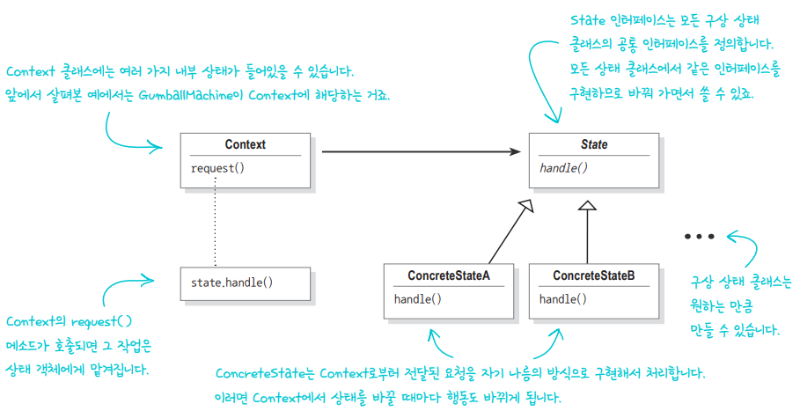 State 인터페이스는 모든 구상 상태
클래스의 공통 인터페이스를 정의합니다.
모든 상태 클래스에서 같은 인터페이스를
구현하므로 바꿔 가면서 쓸 수 있죠.
Context 클래스에는 여러 가지 내부 상태가 들어있을 수 있습니다.
앞에서 살펴본 예에서는 GumballMachine이 Context에 해당하는 거죠.
Context
request()
State
handle()
state.handle()
ConcreteStateA
handle()
ConcreteStateB
handle()
Context의 request()
메소드가 호출되면 그 작업은
상태 객체에게 맡겨집니다.
구상 상태 클래스는
원하는 만큼
만들 수 있습니다.
ConcreteState는 Context로부터 전달된 요청을 자기 나름의 방식으로 구현해서 처리합니다.
이러면 Context에서 상태를 바꿀 때마다 행동도 바뀌게 됩니다.